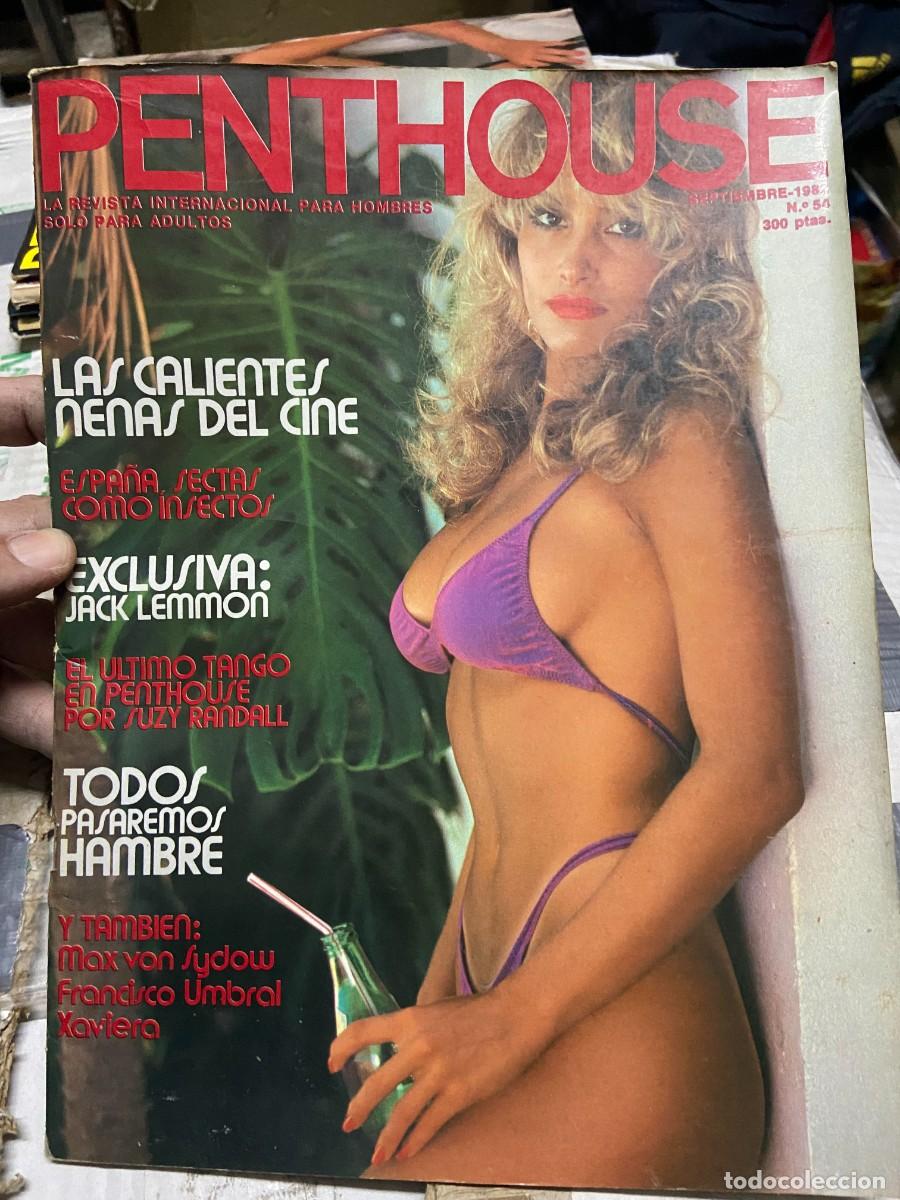 PENTHOUSE
LA REVISTA INTERNACIONAL PARA HOMBRES
SOLO PARA ADULTOS
SEPTIEMBRE-198
N.º 54
300 ptas.
LAS CALIENTES
NENAS DEL CINE
ESPAÑA, SECTAS
COMO INSECTOS
EXCLUSIVA:
JACK LEMMON
EL ULTIMO TANGO
EN PENTHOUSE
POR SUZY RANDALL
TODOS
PASAREMOS
HAMBRE
Y TAMBIEN:
Max von Sydow
Francisco Umbral
Xaviera
todocoleccion